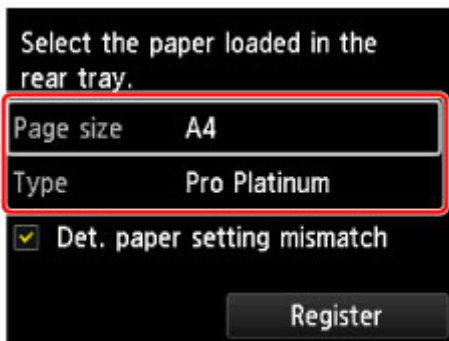 Select the paper loaded in the
rear tray.
Page size A4
Type Pro Platinum
Det. paper setting mismatch
Register